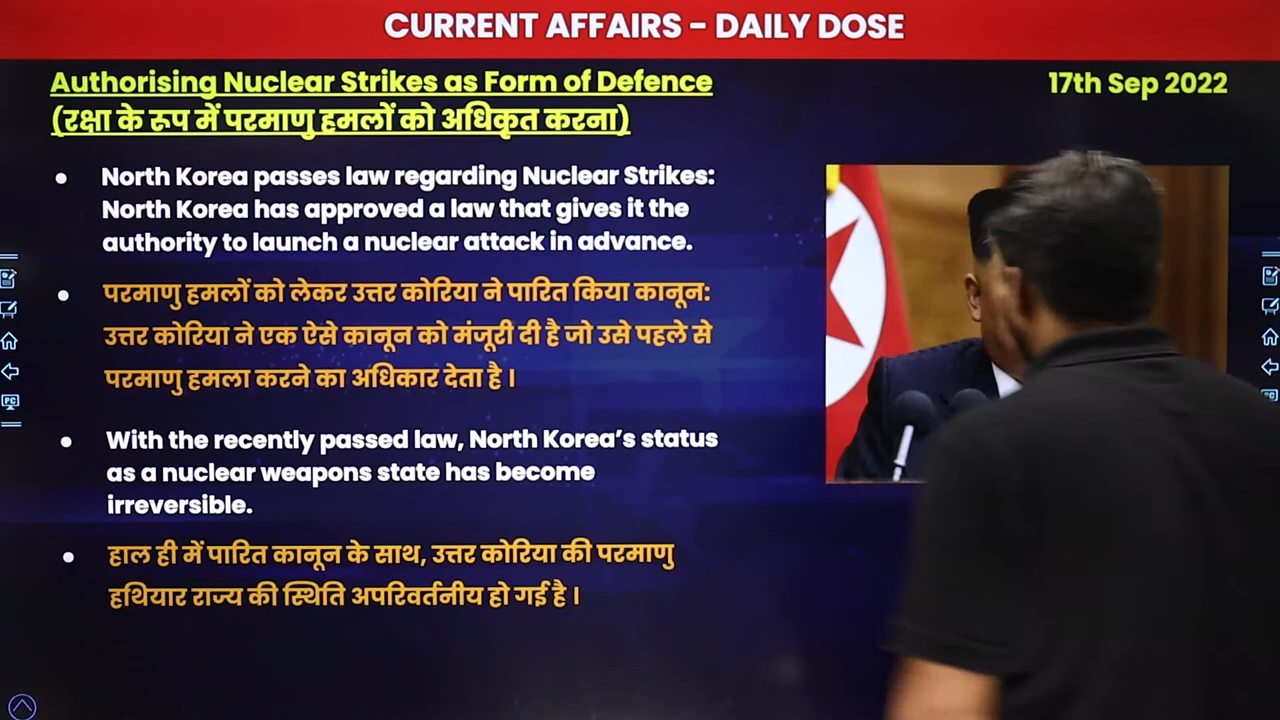 CURRENT AFFAIRS - DAILY DOSE
Authorising Nuclear Strikes as Form of Defence
17th Sep 2022
(रक्षा के रूप में परमाणु हमलों को अधिकृत करना)
• North Korea passes law regarding Nuclear Strikes:
North Korea has approved a law that gives it the
authority to launch a nuclear attack in advance.
• परमाणु हमलों को लेकर उत्तर कोरिया ने पारित किया कानून:
उत्तर कोरिया ने एक ऐसे कानून को मंजूरी दी है जो उसे पहले से
परमाणु हमला करने का अधिकार देता है ।
• With the recently passed law, North Korea's status
as a nuclear weapons state has become
irreversible.
• हाल ही में पारित कानून के साथ, उत्तर कोरिया की परमाणु
हथियार राज्य की स्थिति अपरिवर्तनीय हो गई है ।
PC